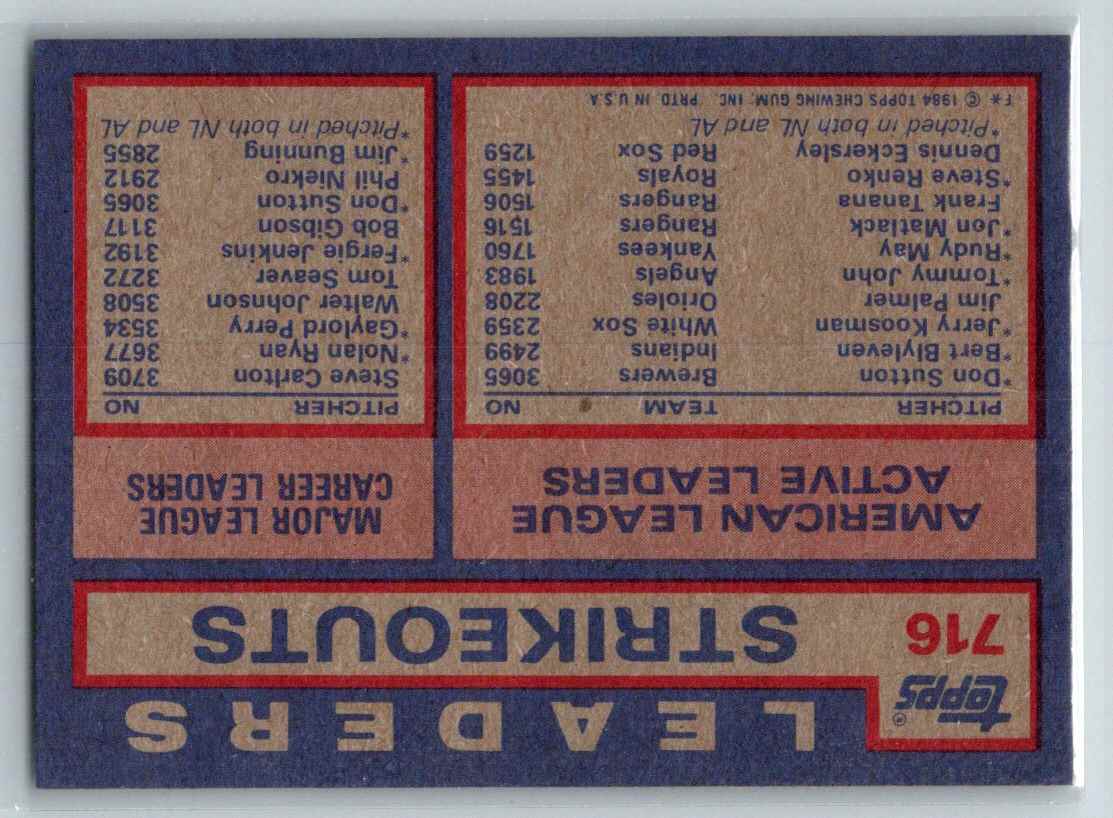 LEADERS
topps®
716
STRIKEOUTS
AMERICAN LEAGUE
ACTIVE LEADERS
PITCHER TEAM NO
*Don Sutton Brewers 3065
*Bert Blyleven Indians 2499
*Jerry Koosman White Sox 2359
Jim Palmer Orioles 2208
*Tommy John Angels 1983
*Rudy May Yankees 1760
*Jon Matlack Rangers 1516
Frank Tanana Rangers 1506
*Steve Renko Royals 1455
Dennis Eckersley Red Sox 1259
*Pitched in both NL and AL
F* © 1984 TOPPS CHEWING GUM, INC. PRTD IN U.S.A.
MAJOR LEAGUE
CAREER LEADERS
PITCHER NO
Steve Carlton 3709
*Nolan Ryan 3677
*Gaylord Perry 3534
Walter Johnson 3508
Tom Seaver 3272
*Fergie Jenkins 3192
Bob Gibson 3117
*Don Sutton 3065
Phil Niekro 2912
*Jim Bunning 2855
*Pitched in both NL and AL